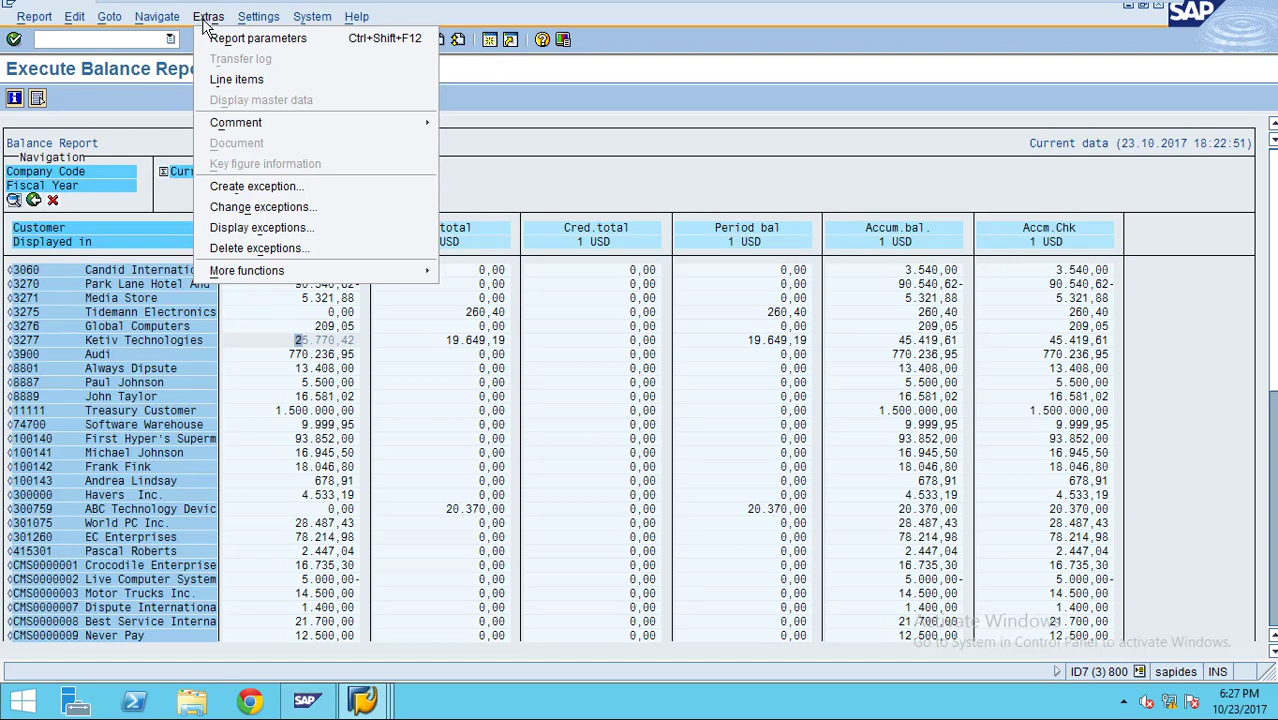 Report Edit Goto Navigate Extras Settings System Help
SAP
Report parameters Ctrl+Shift+F12
Transfer log
Line items
Display master data
Comment
Document
Key figure information
Create exception...
Change exceptions...
Display exceptions...
Delete exceptions...
More functions
Execute Balance Repo
Balance Report Current data (23.10.2017 18:22:51)
Navigation
Company Code Curr
Fiscal Year
Customer total Cred.total Period bal Accum.bal. Accm.Chk
Displayed in USD 1 USD 1 USD 1 USD 1 USD
3060 Candid Internatio 0,00 0,00 0,00 3.540,00 3.540,00
3270 Park Lane Hotel And 90.540,62- 0,00 0,00 0,00 90.540,62- 90.540,62-
3271 Media Store 5.321,88 0,00 0,00 0,00 5.321,88 5.321,88
3275 Tidemann Electronics 0,00 260,40 0,00 260,40 260,40 260,40
3276 Global Computers 209,05 0,00 0,00 0,00 209,05 209,05
3277 Ketiv Technologies 25.770,42 19.649,19 0,00 19.649,19 45.419,61 45.419,61
3900 Audi 770.236,95 0,00 0,00 0,00 770.236,95 770.236,95
8801 Always Dipsute 13.408,00 0,00 0,00 0,00 13.408,00 13.408,00
8887 Paul Johnson 5.500,00 0,00 0,00 0,00 5.500,00 5.500,00
8889 John Taylor 16.581,02 0,00 0,00 0,00 16.581,02 16.581,02
11111 Treasury Customer 1.500.000,00 0,00 0,00 0,00 1.500.000,00 1.500.000,00
74700 Software Warehouse 9.999,95 0,00 0,00 0,00 9.999,95 9.999,95
100140 First Hyper's Superm 93.852,00 0,00 0,00 0,00 93.852,00 93.852,00
100141 Michael Johnson 16.945,50 0,00 0,00 0,00 16.945,50 16.945,50
100142 Frank Fink 18.046,80 0,00 0,00 0,00 18.046,80 18.046,80
100143 Andrea Lindsay 678,91 0,00 0,00 0,00 678,91 678,91
300000 Havers Inc. 4.533,19 0,00 0,00 0,00 4.533,19 4.533,19
300759 ABC Technology Devic 0,00 20.370,00 0,00 20.370,00 20.370,00 20.370,00
301075 World PC Inc. 28.487,43 0,00 0,00 0,00 28.487,43 28.487,43
301260 EC Enterprises 78.214,98 0,00 0,00 0,00 78.214,98 78.214,98
415301 Pascal Roberts 2.447,04 0,00 0,00 0,00 2.447,04 2.447,04
CMS0000001 Crocodile Enterprise 16.735,30 0,00 0,00 0,00 16.735,30 16.735,30
CMS0000002 Live Computer System 5.000,00- 0,00 0,00 0,00 5.000,00- 5.000,00-
CMS0000003 Motor Trucks Inc. 14.500,00 0,00 0,00 0,00 14.500,00 14.500,00
CMS0000007 Dispute Internationa 1.400,00 0,00 0,00 0,00 1.400,00 1.400,00
CMS0000008 Best Service Interna 21.700,00 0,00 0,00 0,00 21.700,00 21.700,00
CMS0000009 Never Pay 12.500,00 0,00 0,00 0,00 12.500,00 12.500,00
Activate Windows
Go to System in Control Panel to activate Windows.
ID7 (3) 800 sapides INS
SAP
6:27 PM
10/23/2017